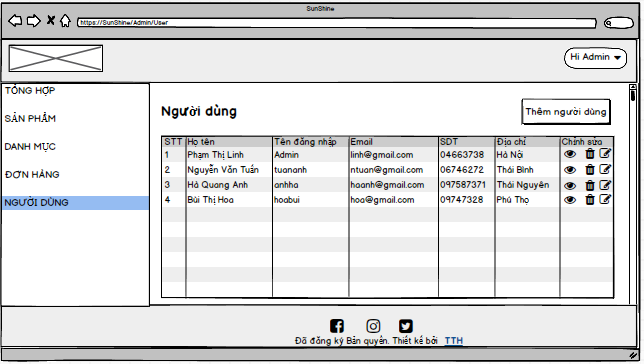 SunShine
https://SunShine/Admin/User
Hi Admin
TỔNG HỢP
SẢN PHẨM
DANH MỤC
ĐƠN HÀNG
NGƯỜI DÙNG
Người dùng
Thêm người dùng
STT Họ tên Tên đăng nhập Email SDT Địa chỉ Chỉnh sửa
1 Phạm Thị Linh Admin linh@gmail.com 04663738 Hà Nội
2 Nguyễn Văn Tuấn tuananh ntuan@gmail.com 06746272 Thái Bình
3 Hà Quang Anh anhha haanh@gmail.com 097587371 Thái Nguyên
4 Bùi Thị Hoa hoabui hoa@gmail.com 09747328 Phú Thọ
Đã đăng ký Bản quyền. Thiết kế bởi TTH